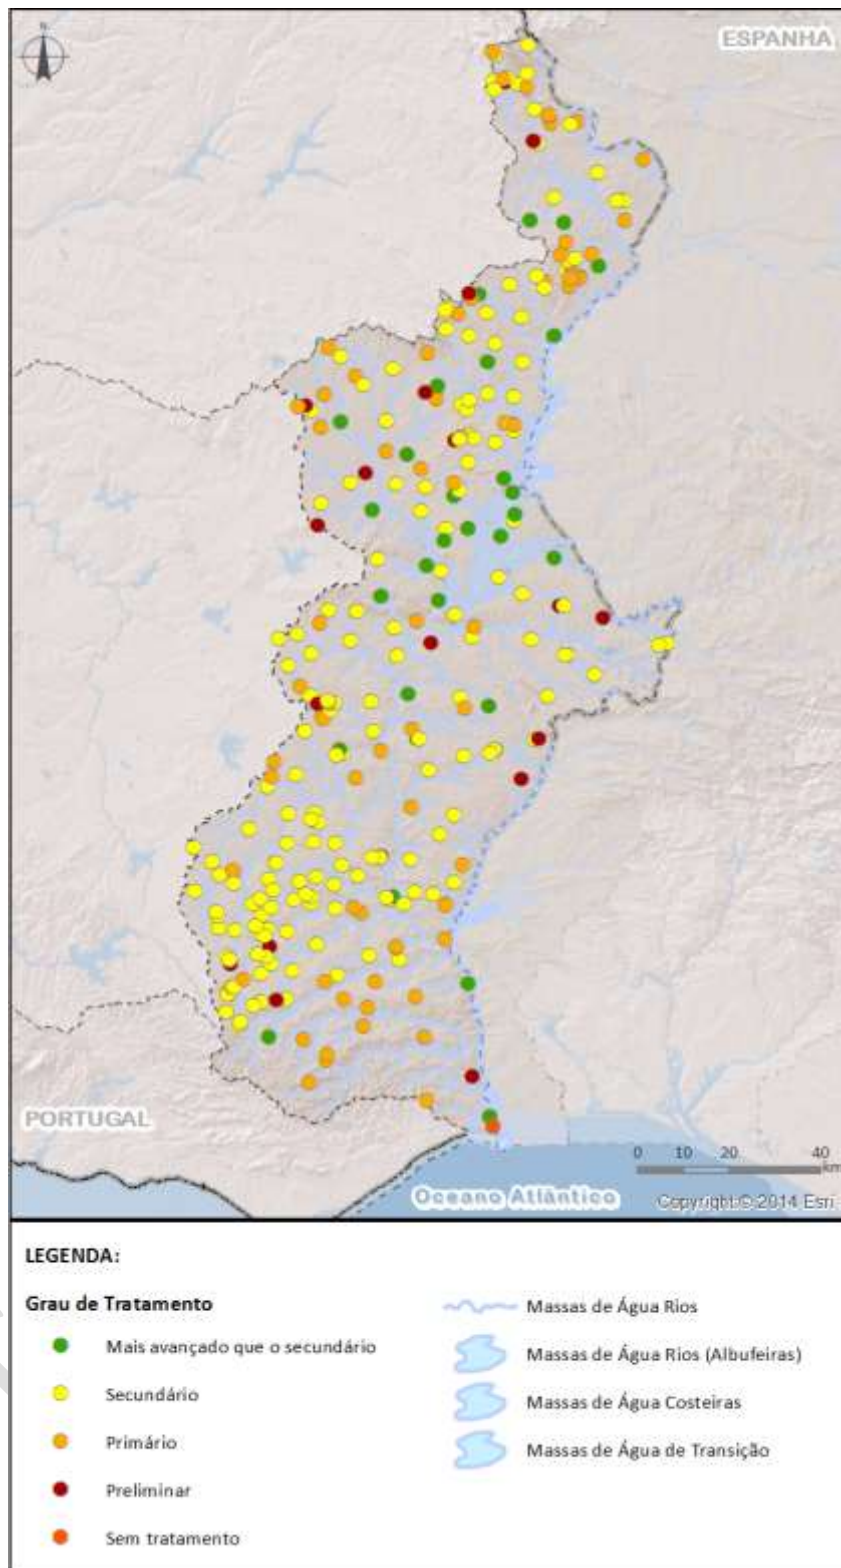 N
ESPANHA
PORTUGAL
0 10 20 40
km
Oceano Atlântico
Copyright:© 2014 Esri
LEGENDA:
Grau de Tratamento
Mais avançado que o secundário
Secundário
Primário
Preliminar
Sem tratamento
Massas de Água Rios
Massas de Água Rios (Albufeiras)
Massas de Água Costeiras
Massas de Água de Transição